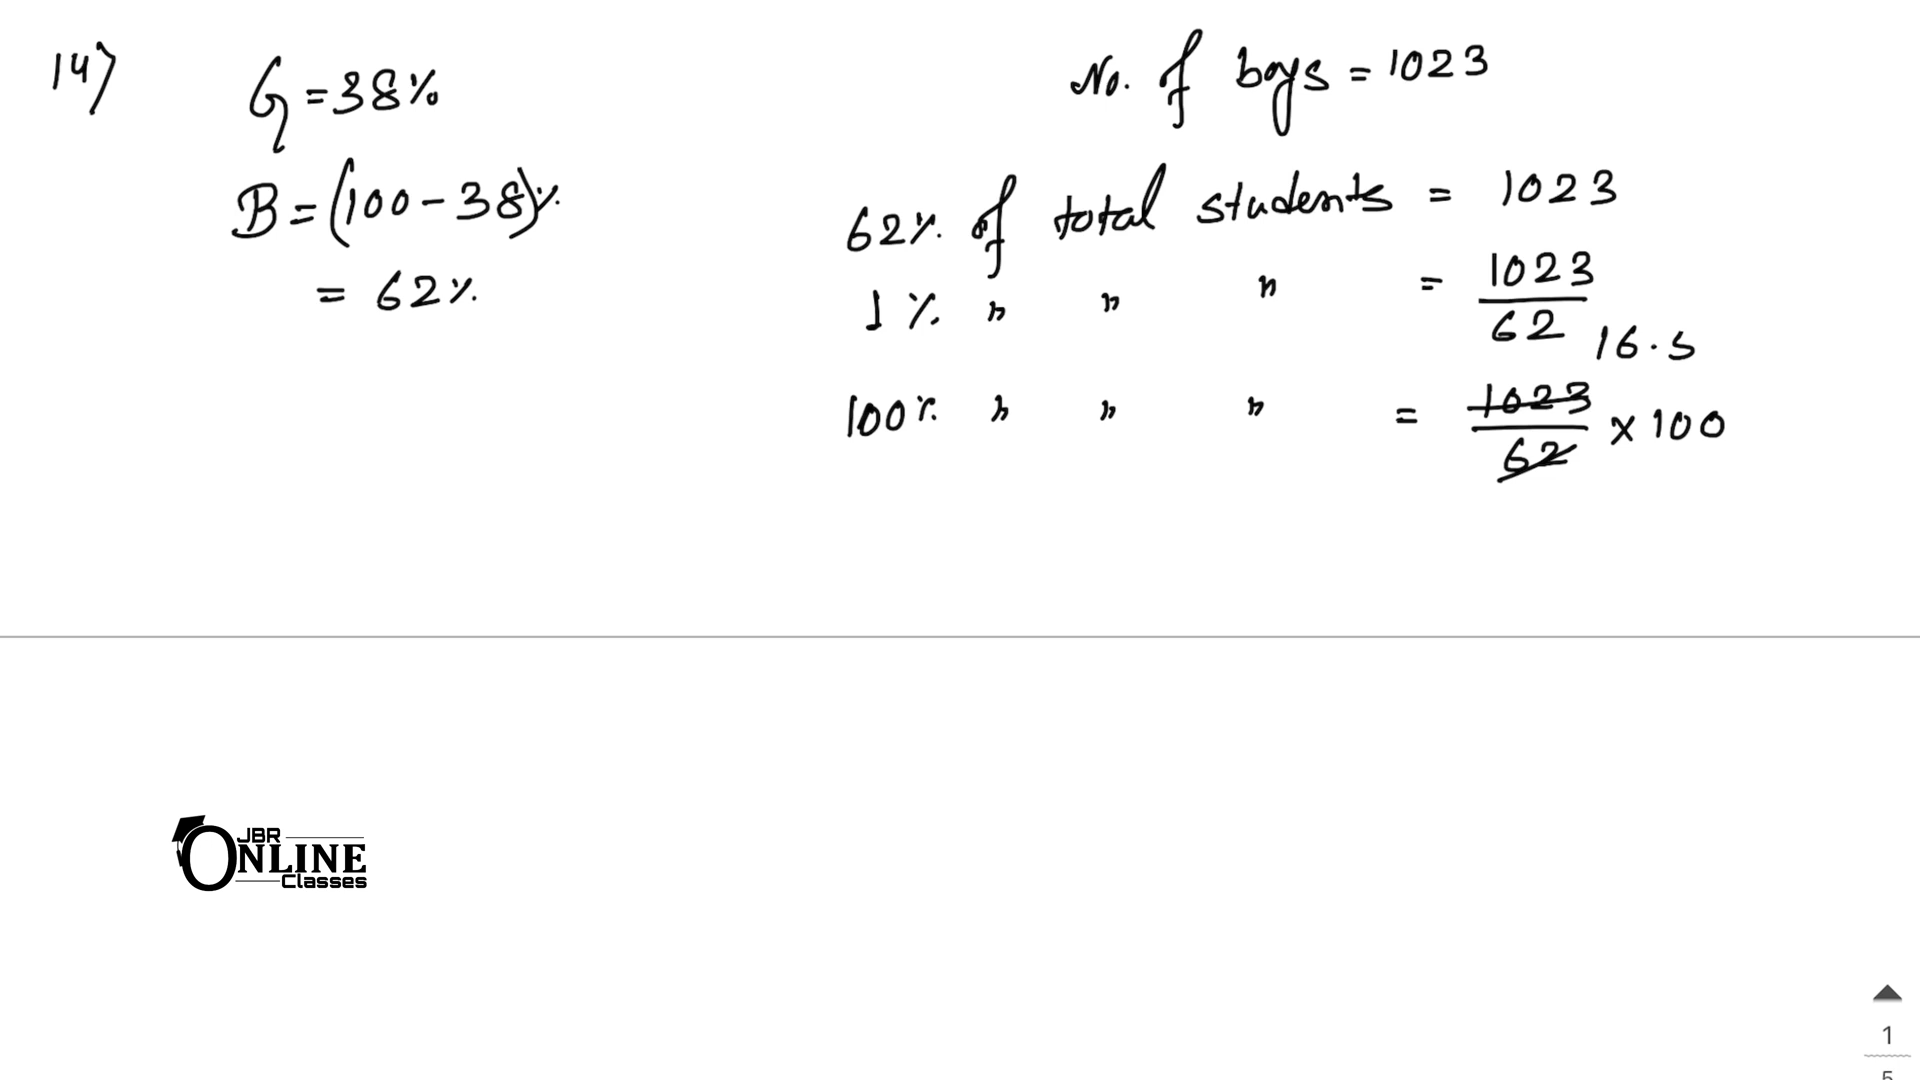 14)
G = 38%
B = (100 - 38)%
= 62%
No. of boys = 1023
62% of total students = 1023
1% " " " = 1023/62
16.5
100% " " " = 1023/62 x 100
JBR
ONLINE
Classes
1
5